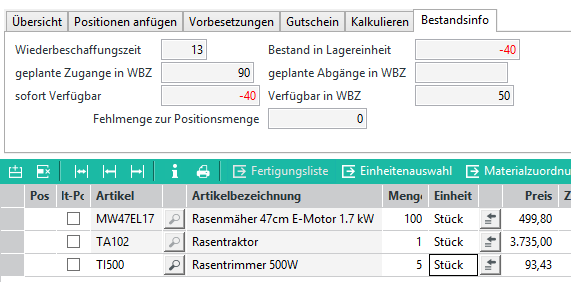 Übersicht Positionen anfügen Vorbesetzungen Gutschein Kalkulieren Bestandsinfo
Wiederbeschaffungszeit 13 Bestand in Lagereinheit -40
geplante Zugange in WBZ 90 geplante Abgänge in WBZ
sofort Verfügbar -40 Verfügbar in WBZ 50
Fehlmenge zur Positionsmenge 0
Fertigungsliste Einheitenauswahl Materialzuordnu
Pos It-Pc Artikel Artikelbezeichnung Menge Einheit Preis Z
MW47EL17 Rasenmäher 47cm E-Motor 1.7 kW 100 Stück 499,80
TA102 Rasentraktor 1 Stück 3.735,00
TI500 Rasentrimmer 500W 5 Stück 93,43